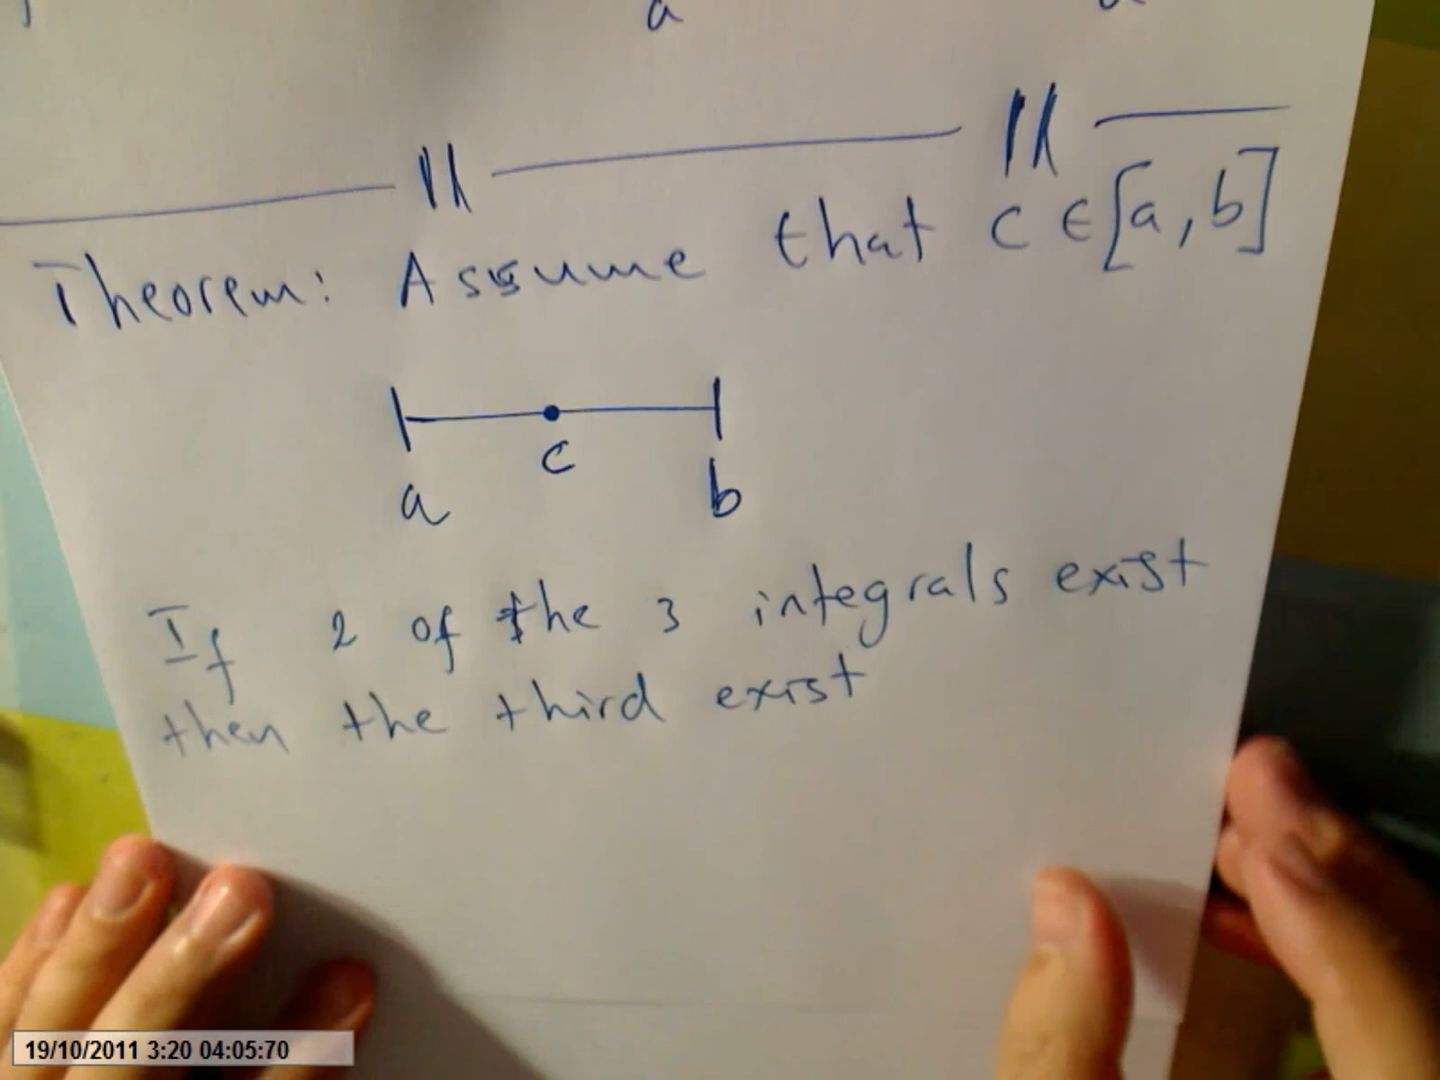 a
Theorem: Assume that c ∈ [a, b]
c
a b
If 2 of the 3 integrals exist
then the third exist
19/10/2011 3:20 04:05:70